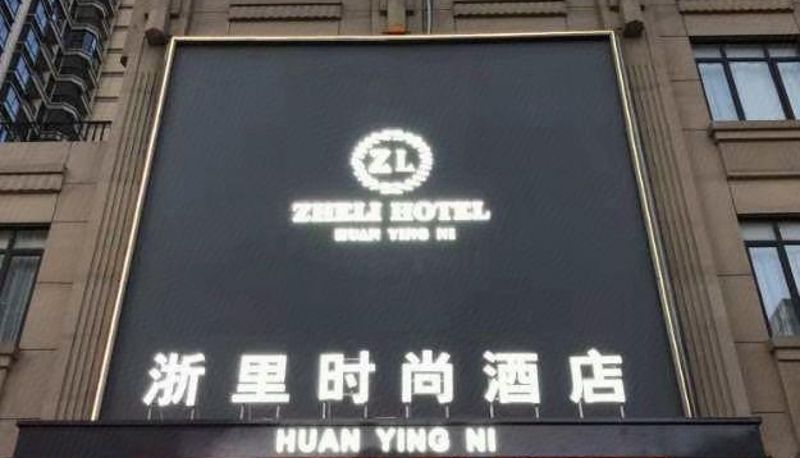 ZL
ZHELI HOTEL
HUAN YING NI
浙里时尚酒店
HUAN YING NI